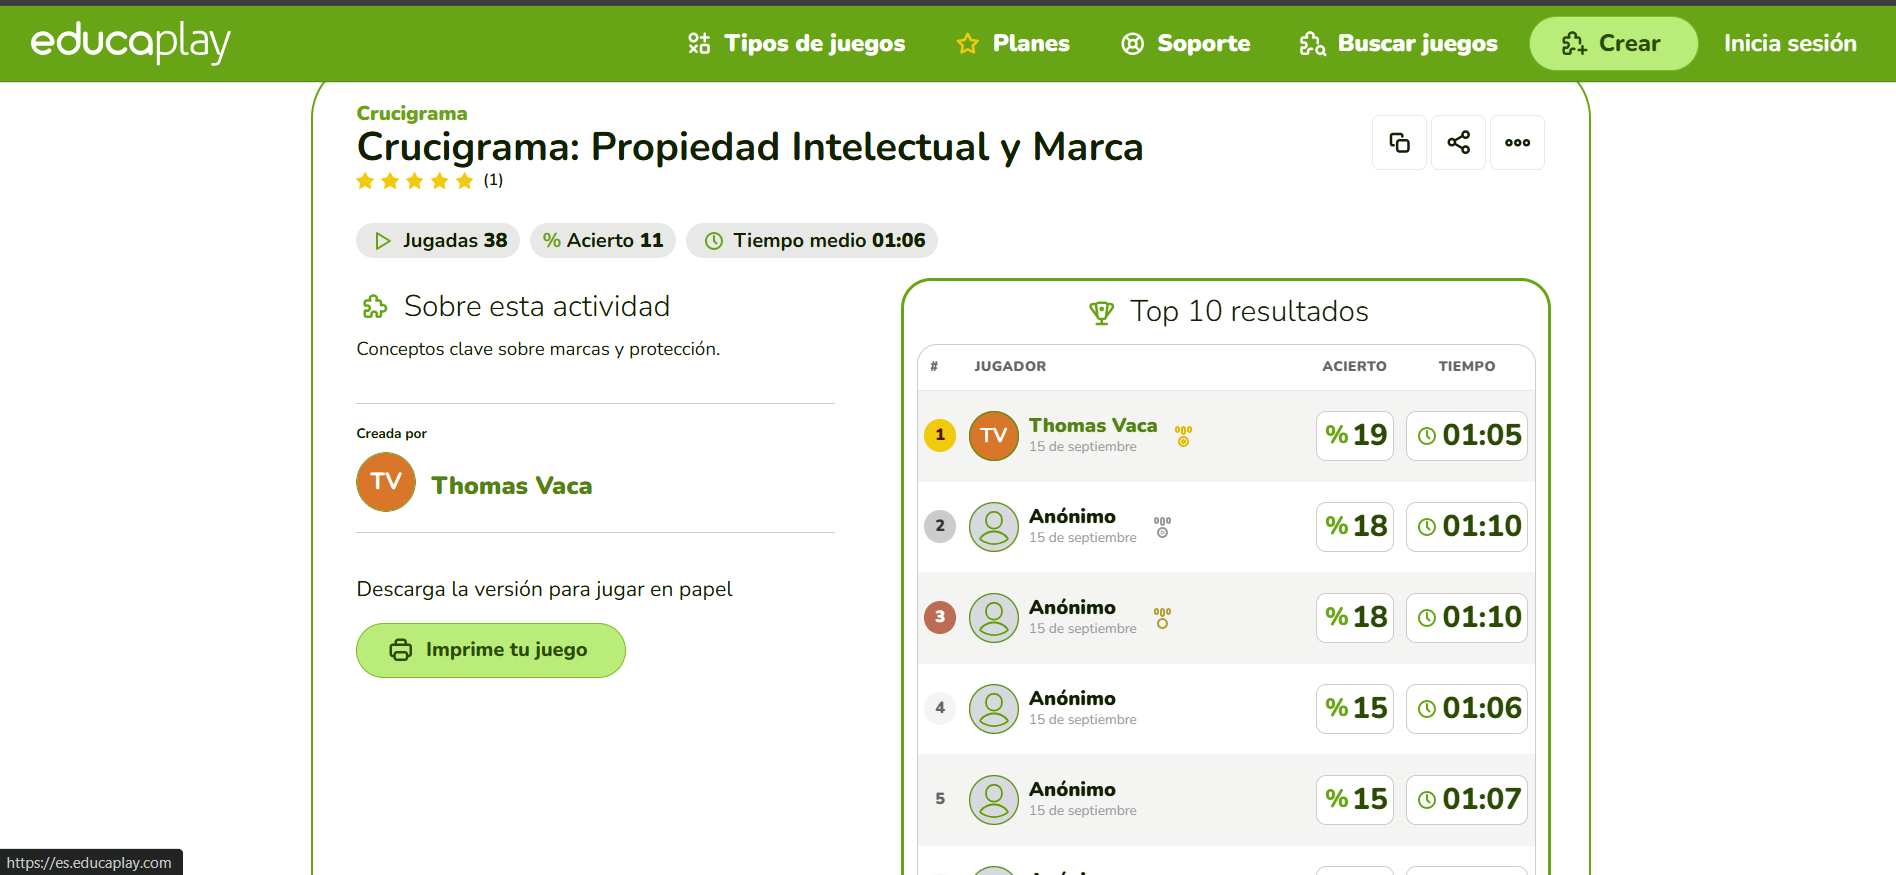 educaplay
Tipos de juegos
Planes
Soporte
Buscar juegos
Crear
Inicia sesión
Crucigrama
Crucigrama: Propiedad Intelectual y Marca
(1)
Jugadas 38
% Acierto 11
Tiempo medio 01:06
Sobre esta actividad
Conceptos clave sobre marcas y protección.
Creada por
TV
Thomas Vaca
Descarga la versión para jugar en papel
Imprime tu juego
Top 10 resultados
# JUGADOR ACIERTO TIEMPO
1 TV Thomas Vaca % 19 01:05
15 de septiembre
2 Anónimo % 18 01:10
15 de septiembre
3 Anónimo % 18 01:10
15 de septiembre
4 Anónimo % 15 01:06
15 de septiembre
5 Anónimo % 15 01:07
15 de septiembre
https://es.educaplay.com